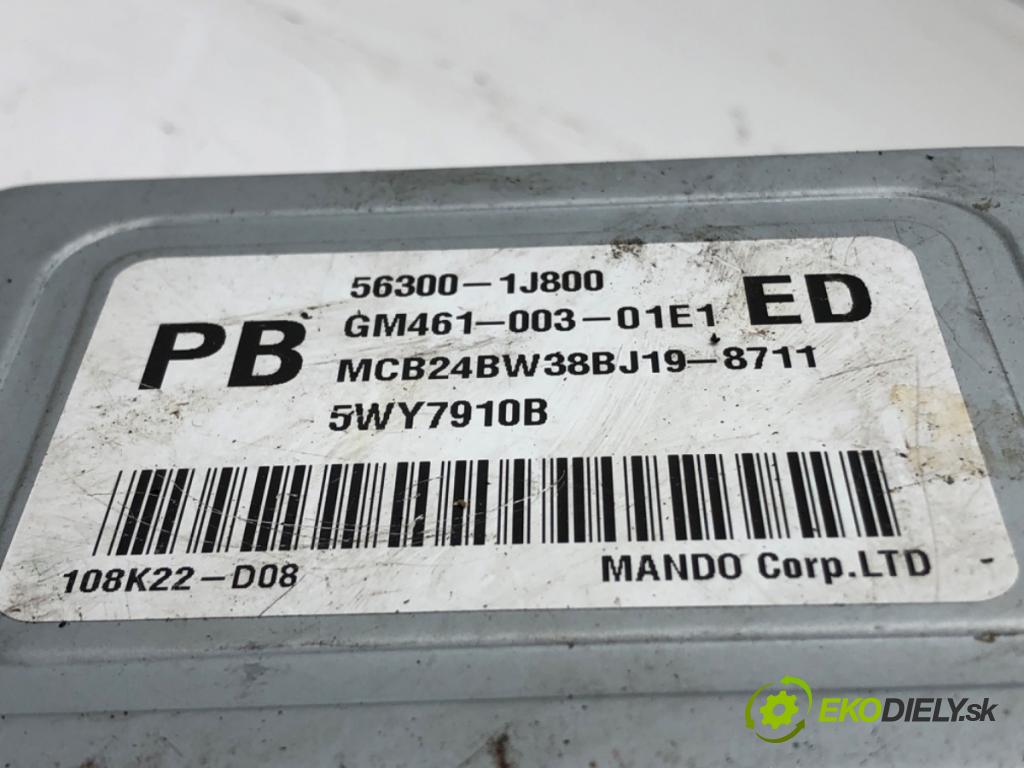 56300-1J800
PB GM461-003-01E1 ED
MCB24BW38BJ19-8711
5WY7910B
108K22-D08 MANDO Corp.LTD
EKODIELY.sk